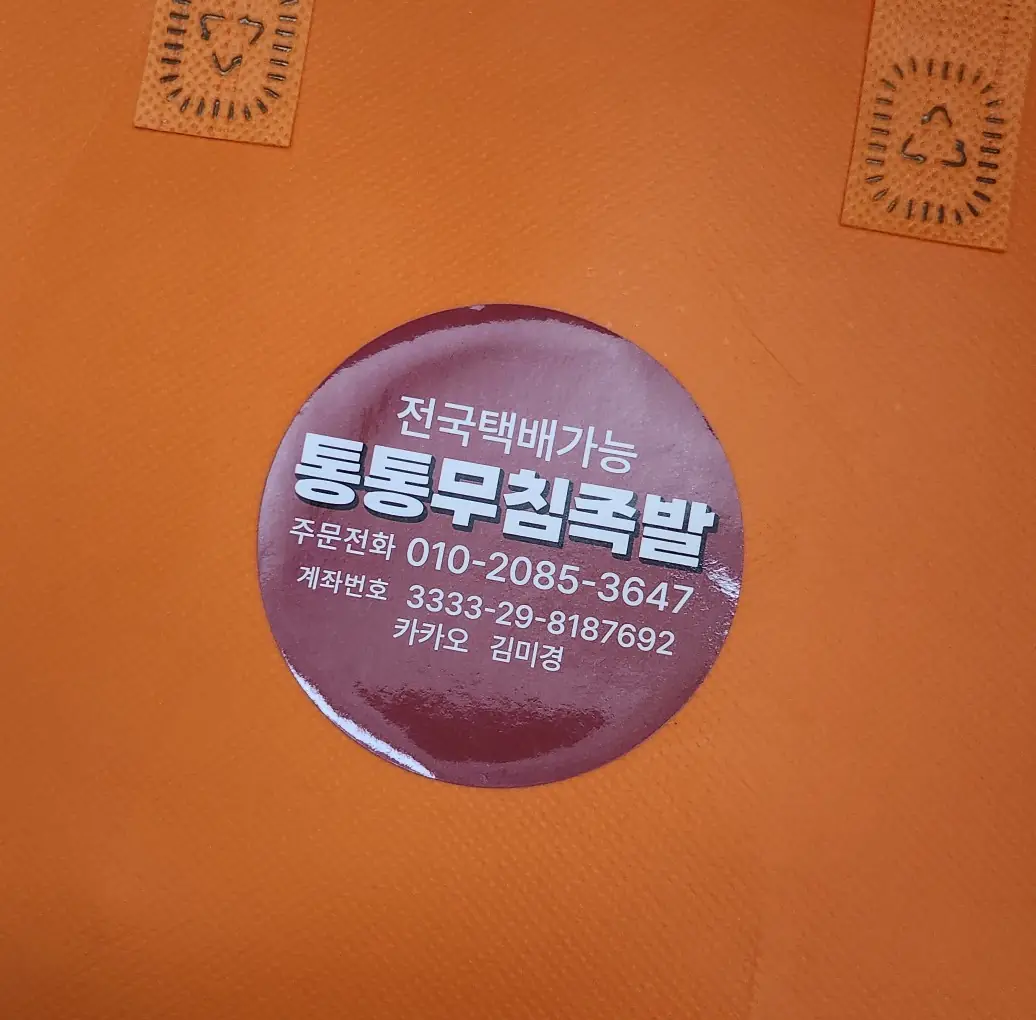 전국택배가능
통통무침족발
주문전화 010-2085-3647
계좌번호 3333-29-8187692
카카오 김미경